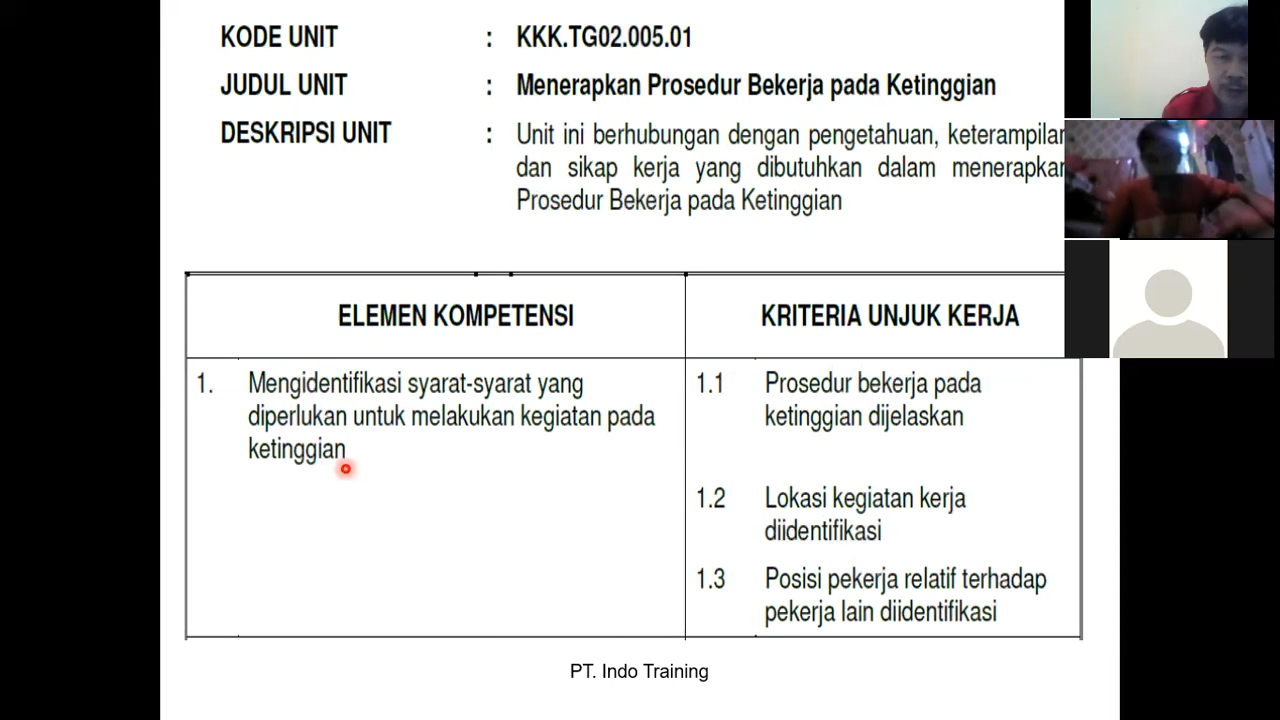 KODE UNIT : KKK.TG02.005.01
JUDUL UNIT : Menerapkan Prosedur Bekerja pada Ketinggian
DESKRIPSI UNIT : Unit ini berhubungan dengan pengetahuan, keterampilan
dan sikap kerja yang dibutuhkan dalam menerapkan
Prosedur Bekerja pada Ketinggian
ELEMEN KOMPETENSI
KRITERIA UNJUK KERJA
1. Mengidentifikasi syarat-syarat yang
diperlukan untuk melakukan kegiatan pada
ketinggian
1.1 Prosedur bekerja pada
ketinggian dijelaskan
1.2 Lokasi kegiatan kerja
diidentifikasi
1.3 Posisi pekerja relatif terhadap
pekerja lain diidentifikasi
PT. Indo Training